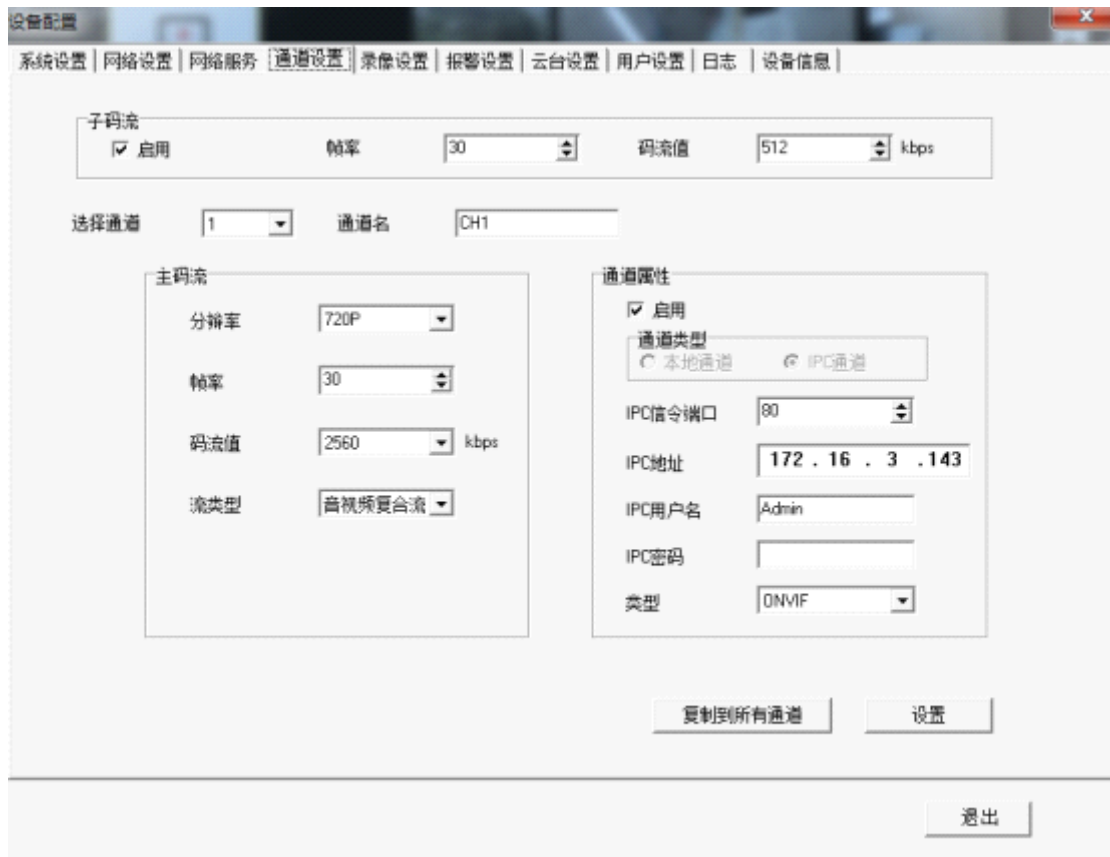 设备配置
系统设置 网络设置 网络服务 通道设置 录像设置 报警设置 云台设置 用户设置 日志 设备信息
子码流
启用 帧率 30 码流值 512 kbps
选择通道 1 通道名 CH1
主码流
分辨率 720P
帧率 30
码流值 2560 kbps
流类型 音视频复合流
通道属性
启用
通道类型
本地通道 IPC通道
IPC信令端口 80
IPC地址 172 . 16 . 3 .143
IPC用户名 Admin
IPC密码
类型 ONVIF
复制到所有通道 设置
退出